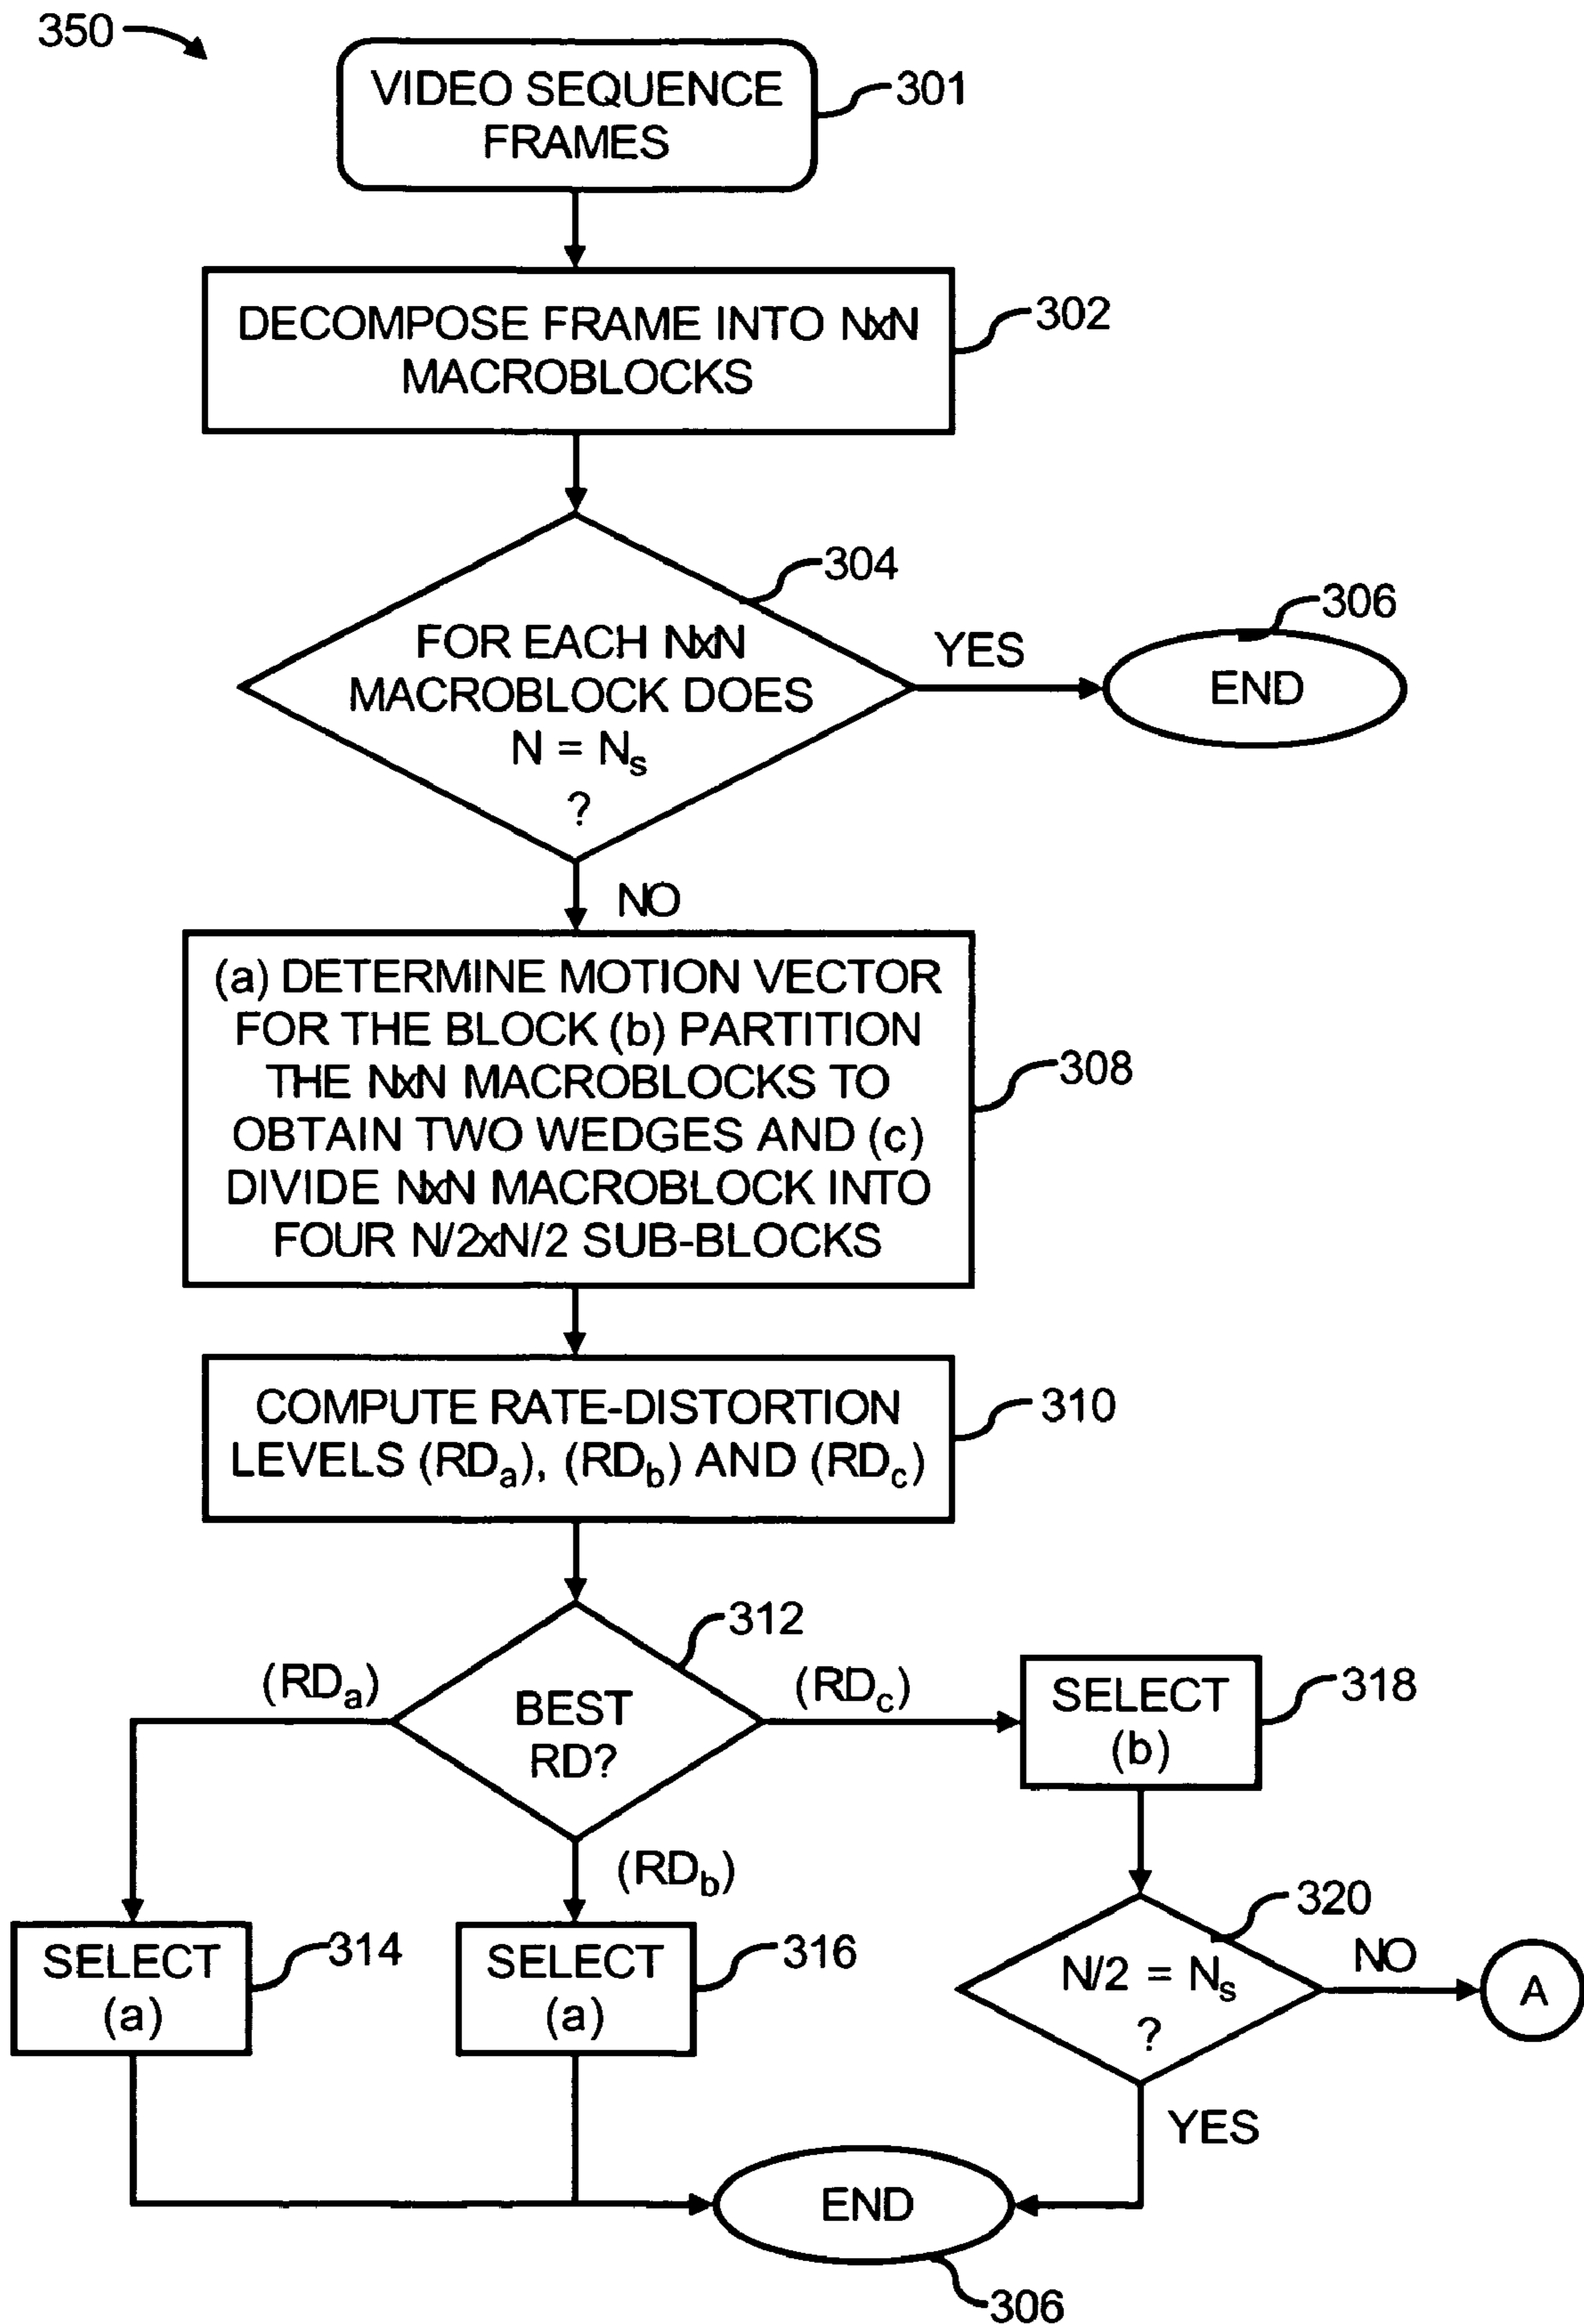 350
VIDEO SEQUENCE
FRAMES
301
DECOMPOSE FRAME INTO NxN
MACROBLOCKS
302
304
FOR EACH NxN
MACROBLOCK DOES
N = Ns
?
YES
306
END
NO
(a) DETERMINE MOTION VECTOR
FOR THE BLOCK (b) PARTITION
THE NxN MACROBLOCKS TO
OBTAIN TWO WEDGES AND (c)
DIVIDE NxN MACROBLOCK INTO
FOUR N/2xN/2 SUB-BLOCKS
308
COMPUTE RATE-DISTORTION
LEVELS (RDa), (RDb) AND (RDc)
310
312
BEST
RD?
(RDa)
(RDb)
(RDc)
SELECT
(b)
318
SELECT
(a)
314
SELECT
(a)
316
320
N/2 = Ns
?
NO
A
YES
END
306